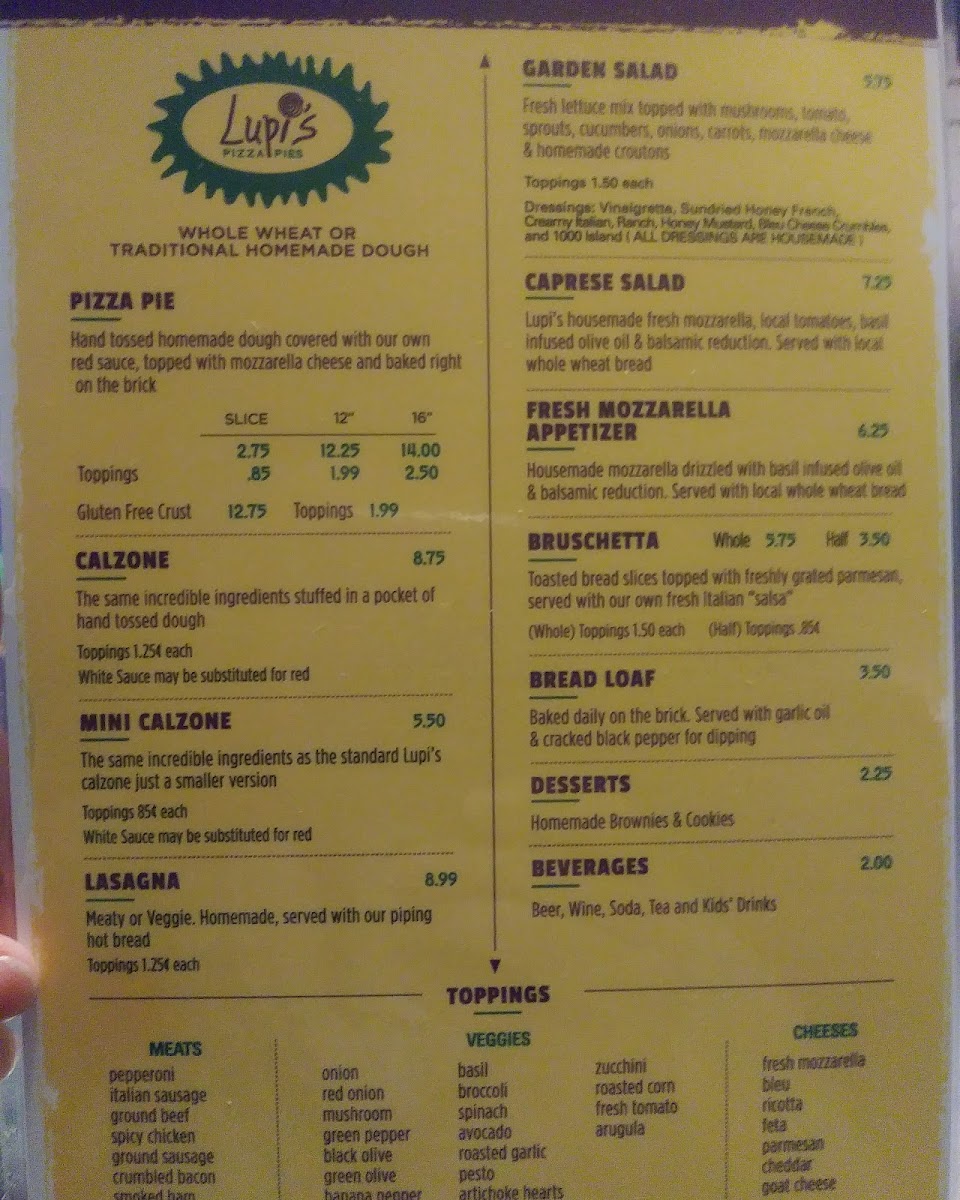 Lupi's
PIZZA PIES
WHOLE WHEAT OR
TRADITIONAL HOMEMADE DOUGH
PIZZA PIE
Hand tossed homemade dough covered with our own
red sauce, topped with mozzarella cheese and baked right
on the brick
SLICE 12" 16"
2.75 12.25 14.00
Toppings .85 1.99 2.50
Gluten Free Crust 12.75 Toppings 1.99
CALZONE 8.75
The same incredible ingredients stuffed in a pocket of
hand tossed dough
Toppings 1.25¢ each
White Sauce may be substituted for red
MINI CALZONE 5.50
The same incredible ingredients as the standard Lupi's
calzone just a smaller version
Toppings 85¢ each
White Sauce may be substituted for red
LASAGNA 8.99
Meaty or Veggie. Homemade, served with our piping
hot bread
Toppings 1.25¢ each
GARDEN SALAD 5.75
Fresh lettuce mix topped with mushrooms, tomato,
sprouts, cucumbers, onions, carrots, mozzarella cheese
& homemade croutons
Toppings 1.50 each
Dressings: Vinaigrette, Sundried Honey French,
Creamy Italian, Ranch, Honey Mustard, Bleu Cheese Crumbles,
and 1000 Island ( ALL DRESSINGS ARE HOUSEMADE )
CAPRESE SALAD 7.25
Lupi's housemade fresh mozzarella, local tomatoes, basil
infused olive oil & balsamic reduction. Served with local
whole wheat bread
FRESH MOZZARELLA
APPETIZER 6.25
Housemade mozzarella drizzled with basil infused olive oil
& balsamic reduction. Served with local whole wheat bread
BRUSCHETTA Whole 5.75 Half 3.50
Toasted bread slices topped with freshly grated parmesan,
served with our own fresh Italian "salsa"
(Whole) Toppings 1.50 each (Half) Toppings .85¢
BREAD LOAF 3.50
Baked daily on the brick. Served with garlic oil
& cracked black pepper for dipping
DESSERTS 2.25
Homemade Brownies & Cookies
BEVERAGES 2.00
Beer, Wine, Soda, Tea and Kids' Drinks
TOPPINGS
MEATS
pepperoni
italian sausage
ground beef
spicy chicken
ground sausage
crumbled bacon
smoked ham
VEGGIES
onion
red onion
mushroom
green pepper
black olive
green olive
banana pepper
basil
broccoli
spinach
avocado
roasted garlic
pesto
artichoke hearts
zucchini
roasted corn
fresh tomato
arugula
CHEESES
fresh mozzarella
bleu
ricotta
feta
parmesan
cheddar
goat cheese